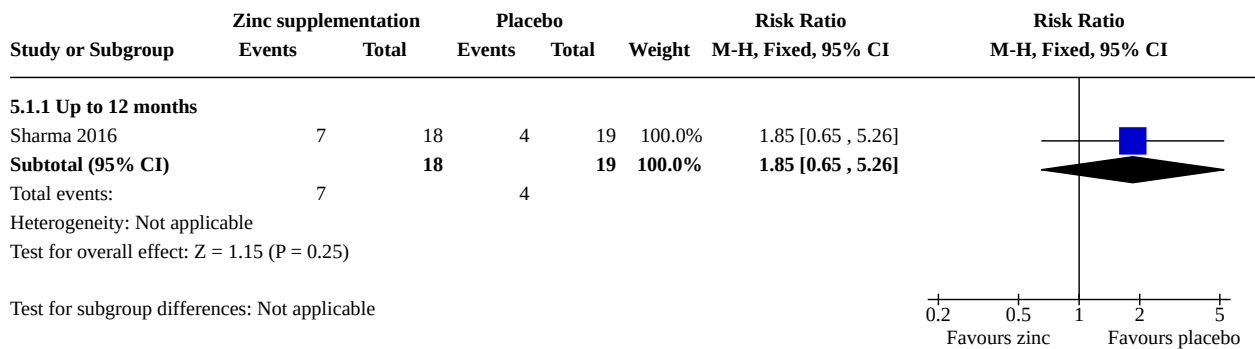 Zinc supplementation Placebo Risk Ratio Risk Ratio
Study or Subgroup Events Total Events Total Weight M-H, Fixed, 95% CI M-H, Fixed, 95% CI
5.1.1 Up to 12 months
Sharma 2016 7 18 4 19 100.0% 1.85 [0.65 , 5.26]
Subtotal (95% CI) 18 19 100.0% 1.85 [0.65 , 5.26]
Total events: 7 4
Heterogeneity: Not applicable
Test for overall effect: Z = 1.15 (P = 0.25)
Test for subgroup differences: Not applicable
0.2 0.5 1 2 5
Favours zinc Favours placebo